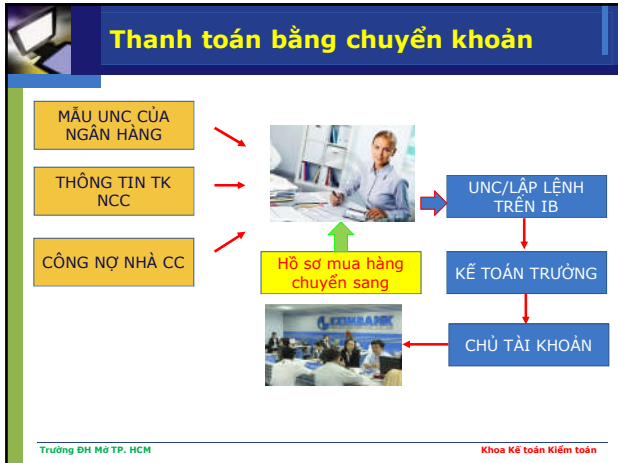 Thanh toán bằng chuyển khoản
MẪU UNC CỦA
NGÂN HÀNG
THÔNG TIN TK
NCC
CÔNG NỢ NHÀ CC
Hồ sơ mua hàng
chuyển sang
UNC/LẬP LỆNH
TRÊN IB
KẾ TOÁN TRƯỞNG
CHỦ TÀI KHOẢN
EXIMBANK
Trường ĐH Mở TP. HCM
Khoa Kế toán Kiểm toán